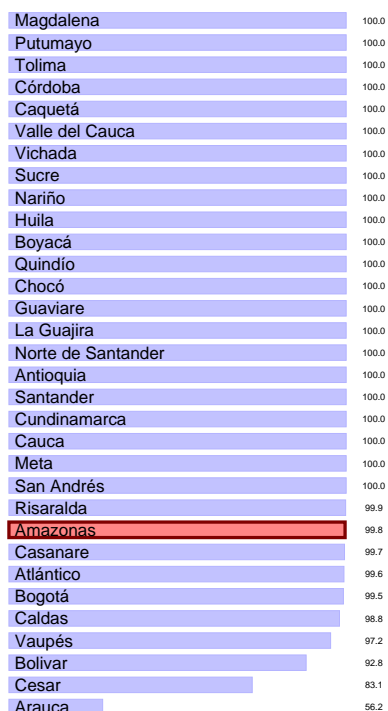 Magdalena 100.0
Putumayo 100.0
Tolima 100.0
Córdoba 100.0
Caquetá 100.0
Valle del Cauca 100.0
Vichada 100.0
Sucre 100.0
Nariño 100.0
Huila 100.0
Boyacá 100.0
Quindío 100.0
Chocó 100.0
Guaviare 100.0
La Guajira 100.0
Norte de Santander 100.0
Antioquia 100.0
Santander 100.0
Cundinamarca 100.0
Cauca 100.0
Meta 100.0
San Andrés 100.0
Risaralda 99.9
Amazonas 99.8
Casanare 99.7
Atlántico 99.6
Bogotá 99.5
Caldas 98.8
Vaupés 97.2
Bolivar 92.8
Cesar 83.1
Arauca 56.2